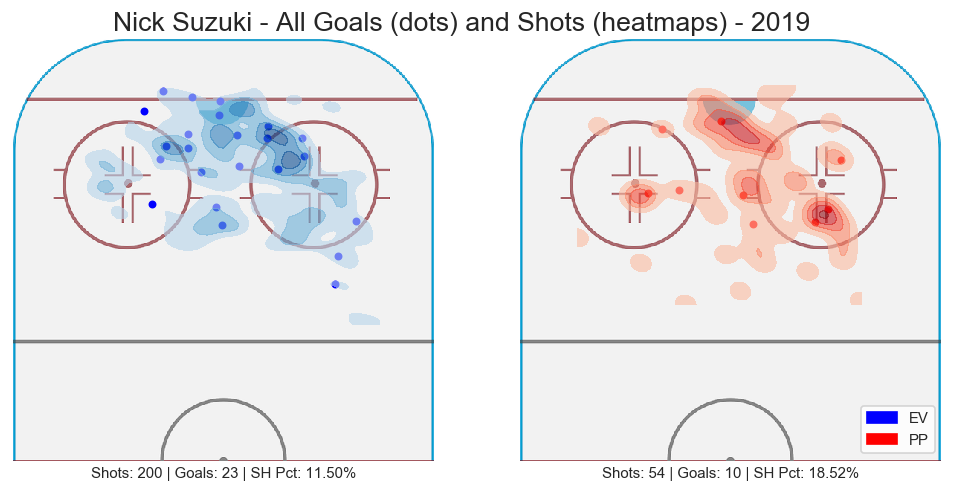 Nick Suzuki - All Goals (dots) and Shots (heatmaps) - 2019
EV
PP
Shots: 200 | Goals: 23 | SH Pct: 11.50%
Shots: 54 | Goals: 10 | SH Pct: 18.52%